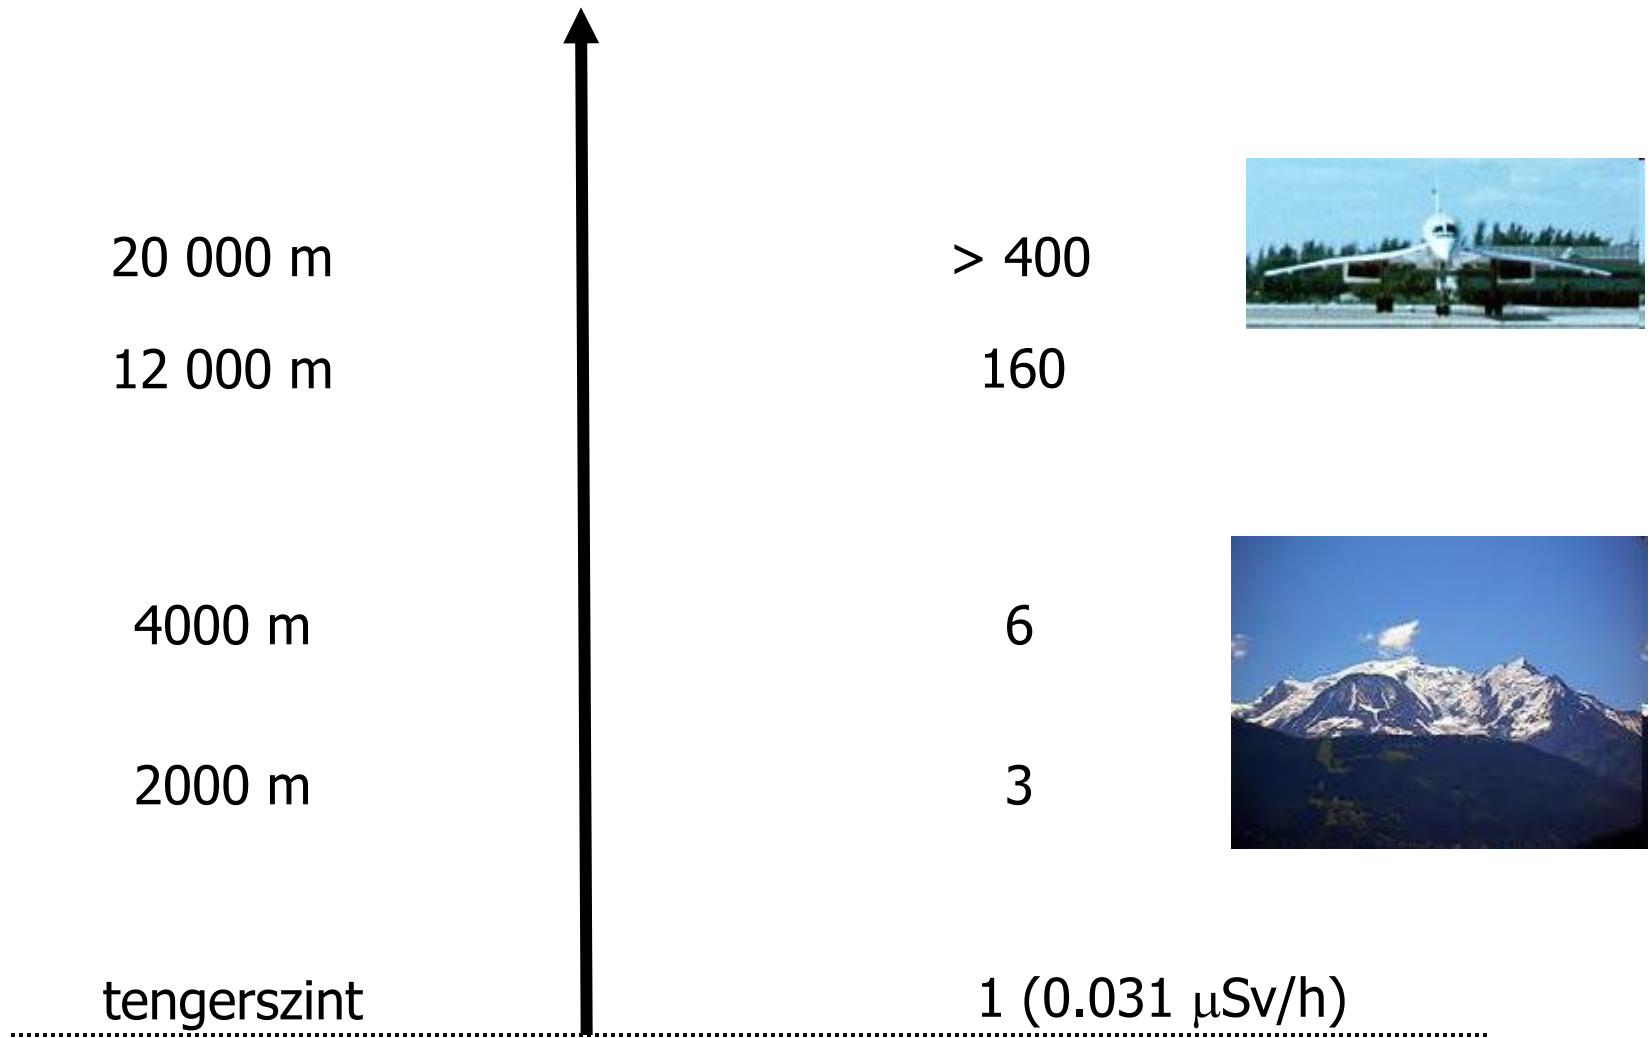 20 000 m > 400
12 000 m 160
4000 m 6
2000 m 3
tengerszint 1 (0.031 μSv/h)